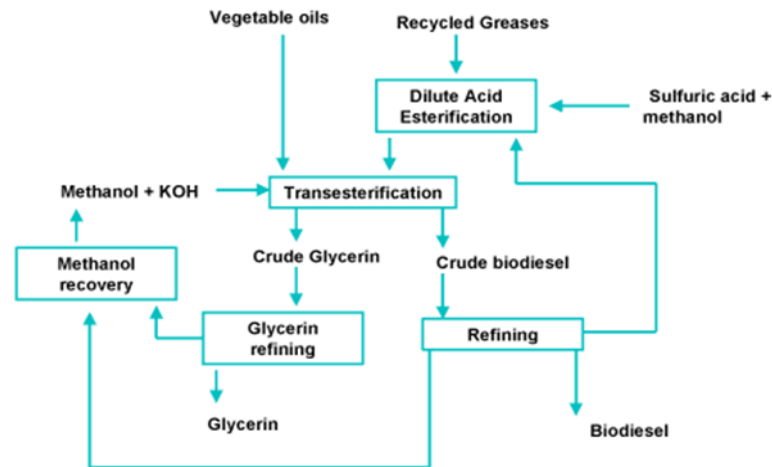 Vegetable oils
Recycled Greases
Dilute Acid
Esterification
Sulfuric acid +
methanol
Methanol + KOH
Transesterification
Crude Glycerin
Crude biodiesel
Methanol
recovery
Glycerin
refining
Refining
Glycerin
Biodiesel